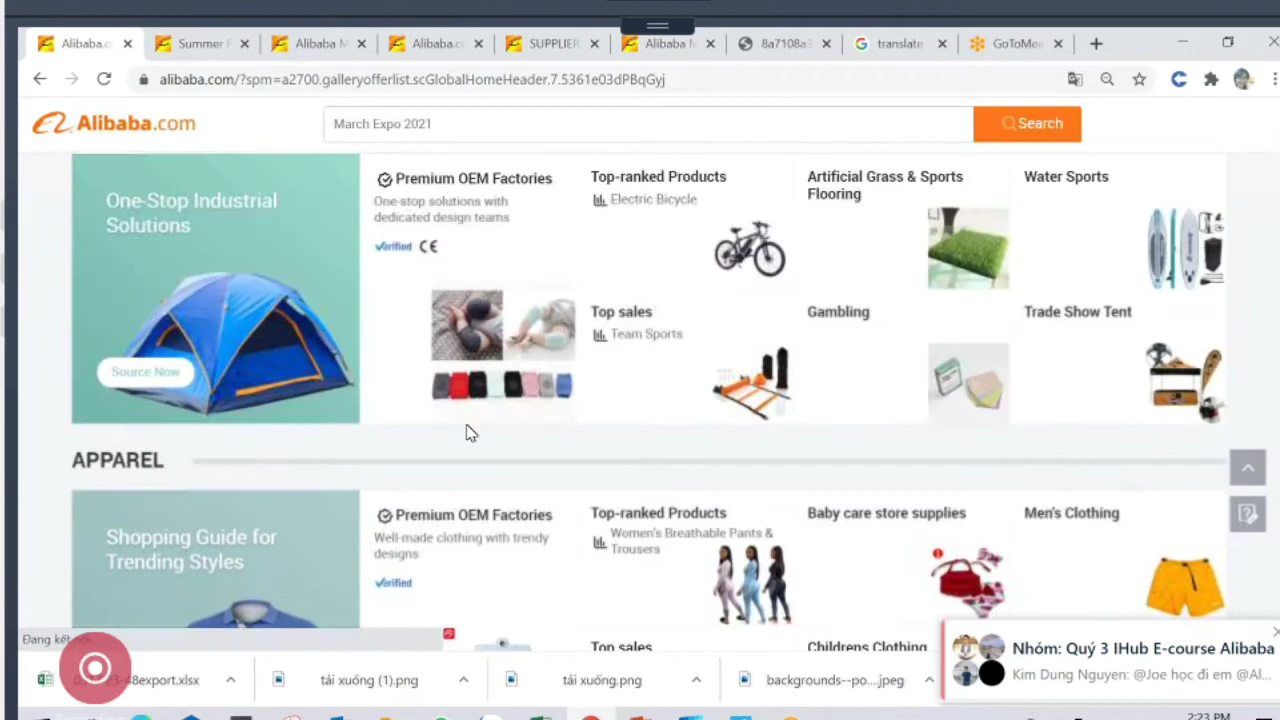 Alibaba.c
Summer F
Alibaba M
Alibaba.c
SUPPLIER
Alibaba M
8a7108a3
translate
GoToMee
alibaba.com/?spm=a2700.galleryofferlist.scGlobalHomeHeader.7.5361e03dPBqGyj
Alibaba.com
March Expo 2021
Search
One-Stop Industrial
Solutions
Source Now
Premium OEM Factories
One-stop solutions with
dedicated design teams
Verified CE
Top-ranked Products
Electric Bicycle
Artificial Grass & Sports
Flooring
Water Sports
Top sales
Team Sports
Gambling
Trade Show Tent
APPAREL
Shopping Guide for
Trending Styles
Premium OEM Factories
Well-made clothing with trendy
designs
Verified
Top-ranked Products
Women's Breathable Pants &
Trousers
Baby care store supplies
Men's Clothing
Top sales
Childrens Clothing
Đang kết
Nhóm: Quý 3 IHub E-course Alibaba
Kim Dung Nguyen: @Joe học đi em @Al...
48export.xlsx
tải xuống (1).png
tải xuống.png
backgrounds--po....jpeg
2:23 PM